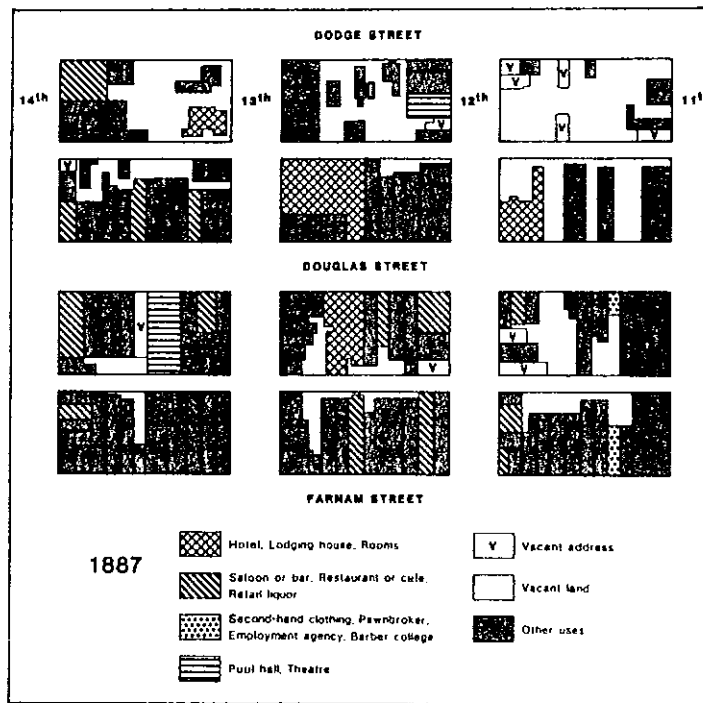 DODGE STREET
14th
13th
12th
11t
V
V
V
V
V
V
V
DOUGLAS STREET
V
V
V
V
FARNAM STREET
1887
Hotel, Lodging house, Rooms
Saloon or bar, Restaurant or cafe,
Retail liquor
Second-hand clothing, Pawnbroker,
Employment agency, Barber college
Pool hall, Theatre
V Vacant address
Vacant land
Other uses